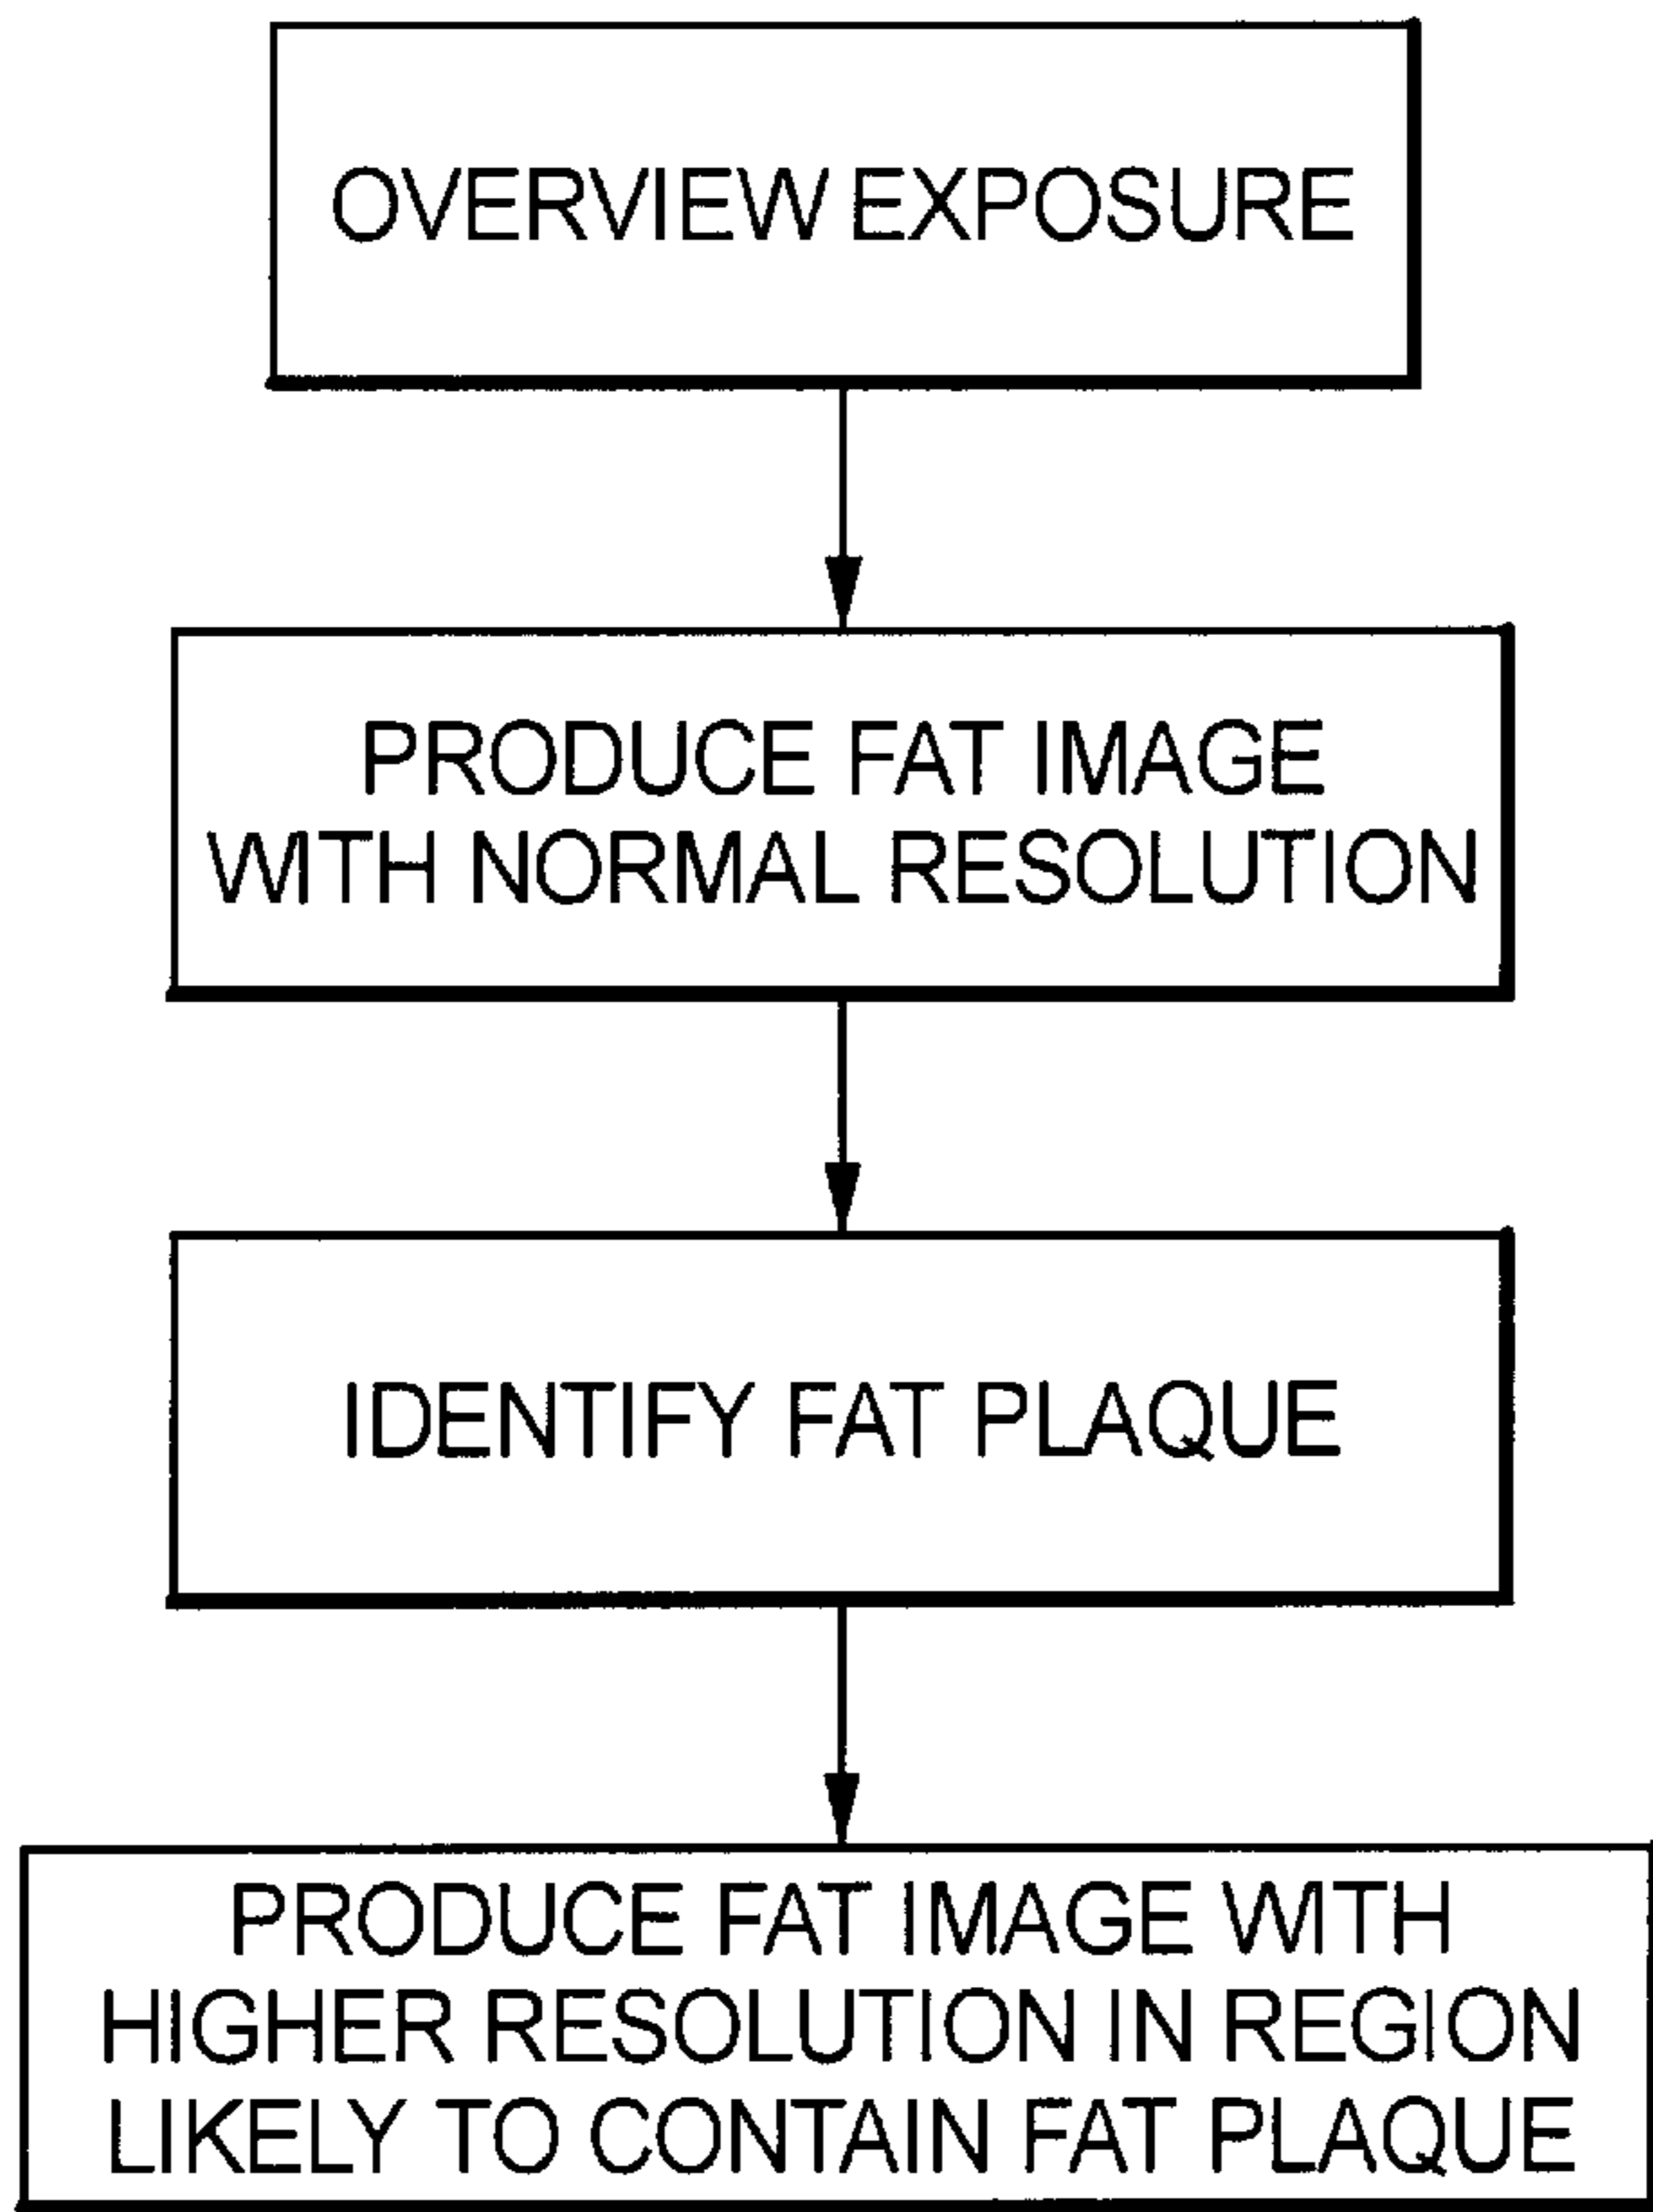 OVERVIEW EXPOSURE
PRODUCE FAT IMAGE
WITH NORMAL RESOLUTION
IDENTIFY FAT PLAQUE
PRODUCE FAT IMAGE WITH
HIGHER RESOLUTION IN REGION
LIKELY TO CONTAIN FAT PLAQUE